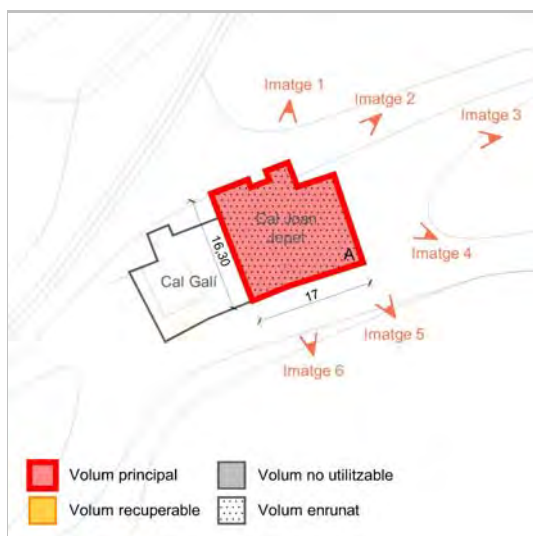 Imatge 1
Imatge 2
Imatge 3
Cal Joan
Jepet
16,30
A
Imatge 4
Cal Galí
17
Imatge 5
Imatge 6
Volum principal
Volum no utilitzable
Volum recuperable
Volum enrunat